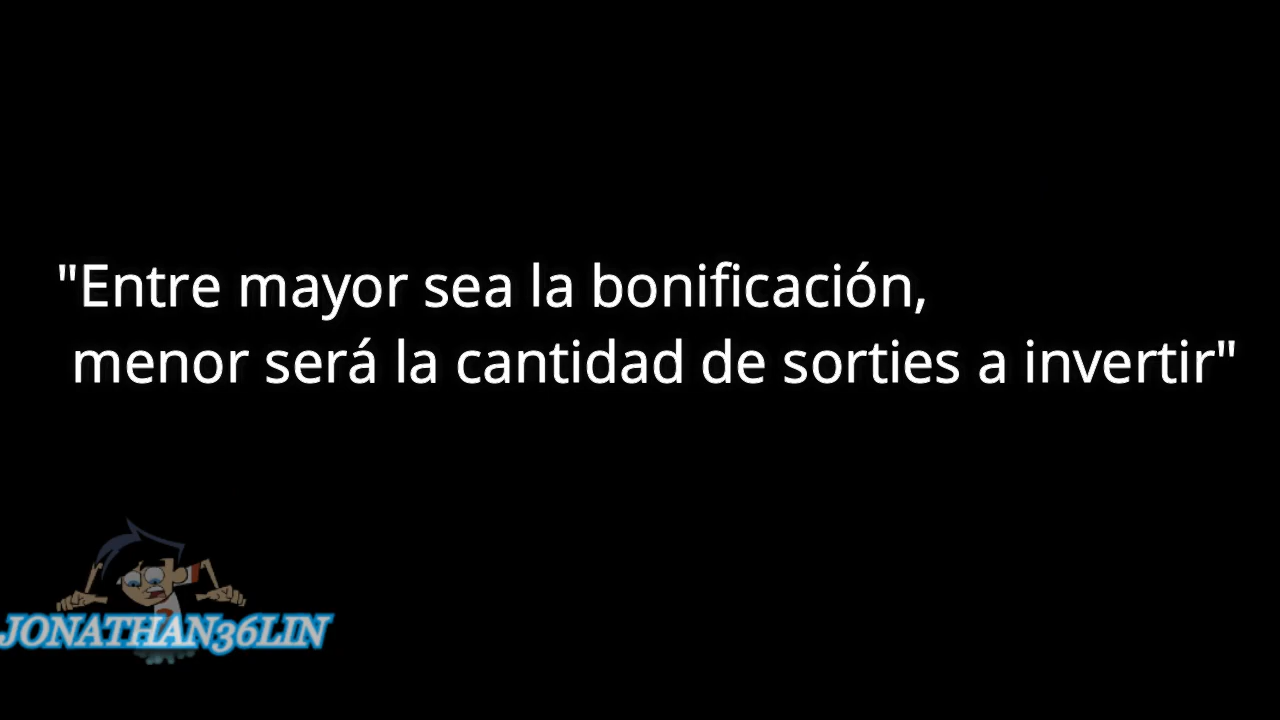 "Entre mayor sea la bonificación,
menor será la cantidad de sorties a invertir"
JONATHAN36LIN